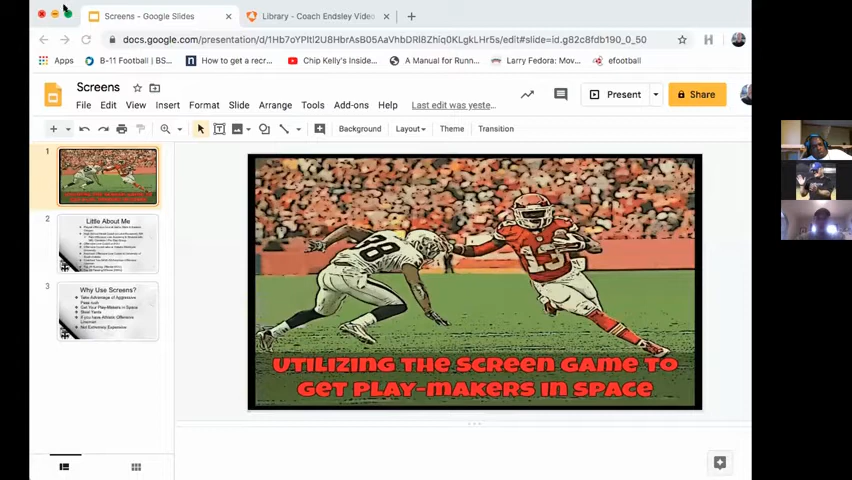 Screens - Google Slides
Library - Coach Endsley Video
docs.google.com/presentation/d/1Hb7oYPItl2U8HbrAsB05AaVhbDRl8Zhiq0KLgkLHr5s/edit#slide=id.g82c8fdb190_0_50
Apps
B-11 Football | BS...
How to get a recr...
Chip Kelly's Inside...
A Manual for Runn...
Larry Fedora: Mov...
efootball
Screens
File Edit View Insert Format Slide Arrange Tools Add-ons Help Last edit was yeste...
Present
Share
Background Layout Theme Transition
1
2
Little About Me
3
Why Use Screens?
Take Advantage of Aggressive
Pass rush
Get Your Play-Makers in Space
Steal Yards
If you have Athletic Offensive
Linemen
Not Extremely Expensive
13
Utilizing the Screen Game to
Get Play-Makers in Space